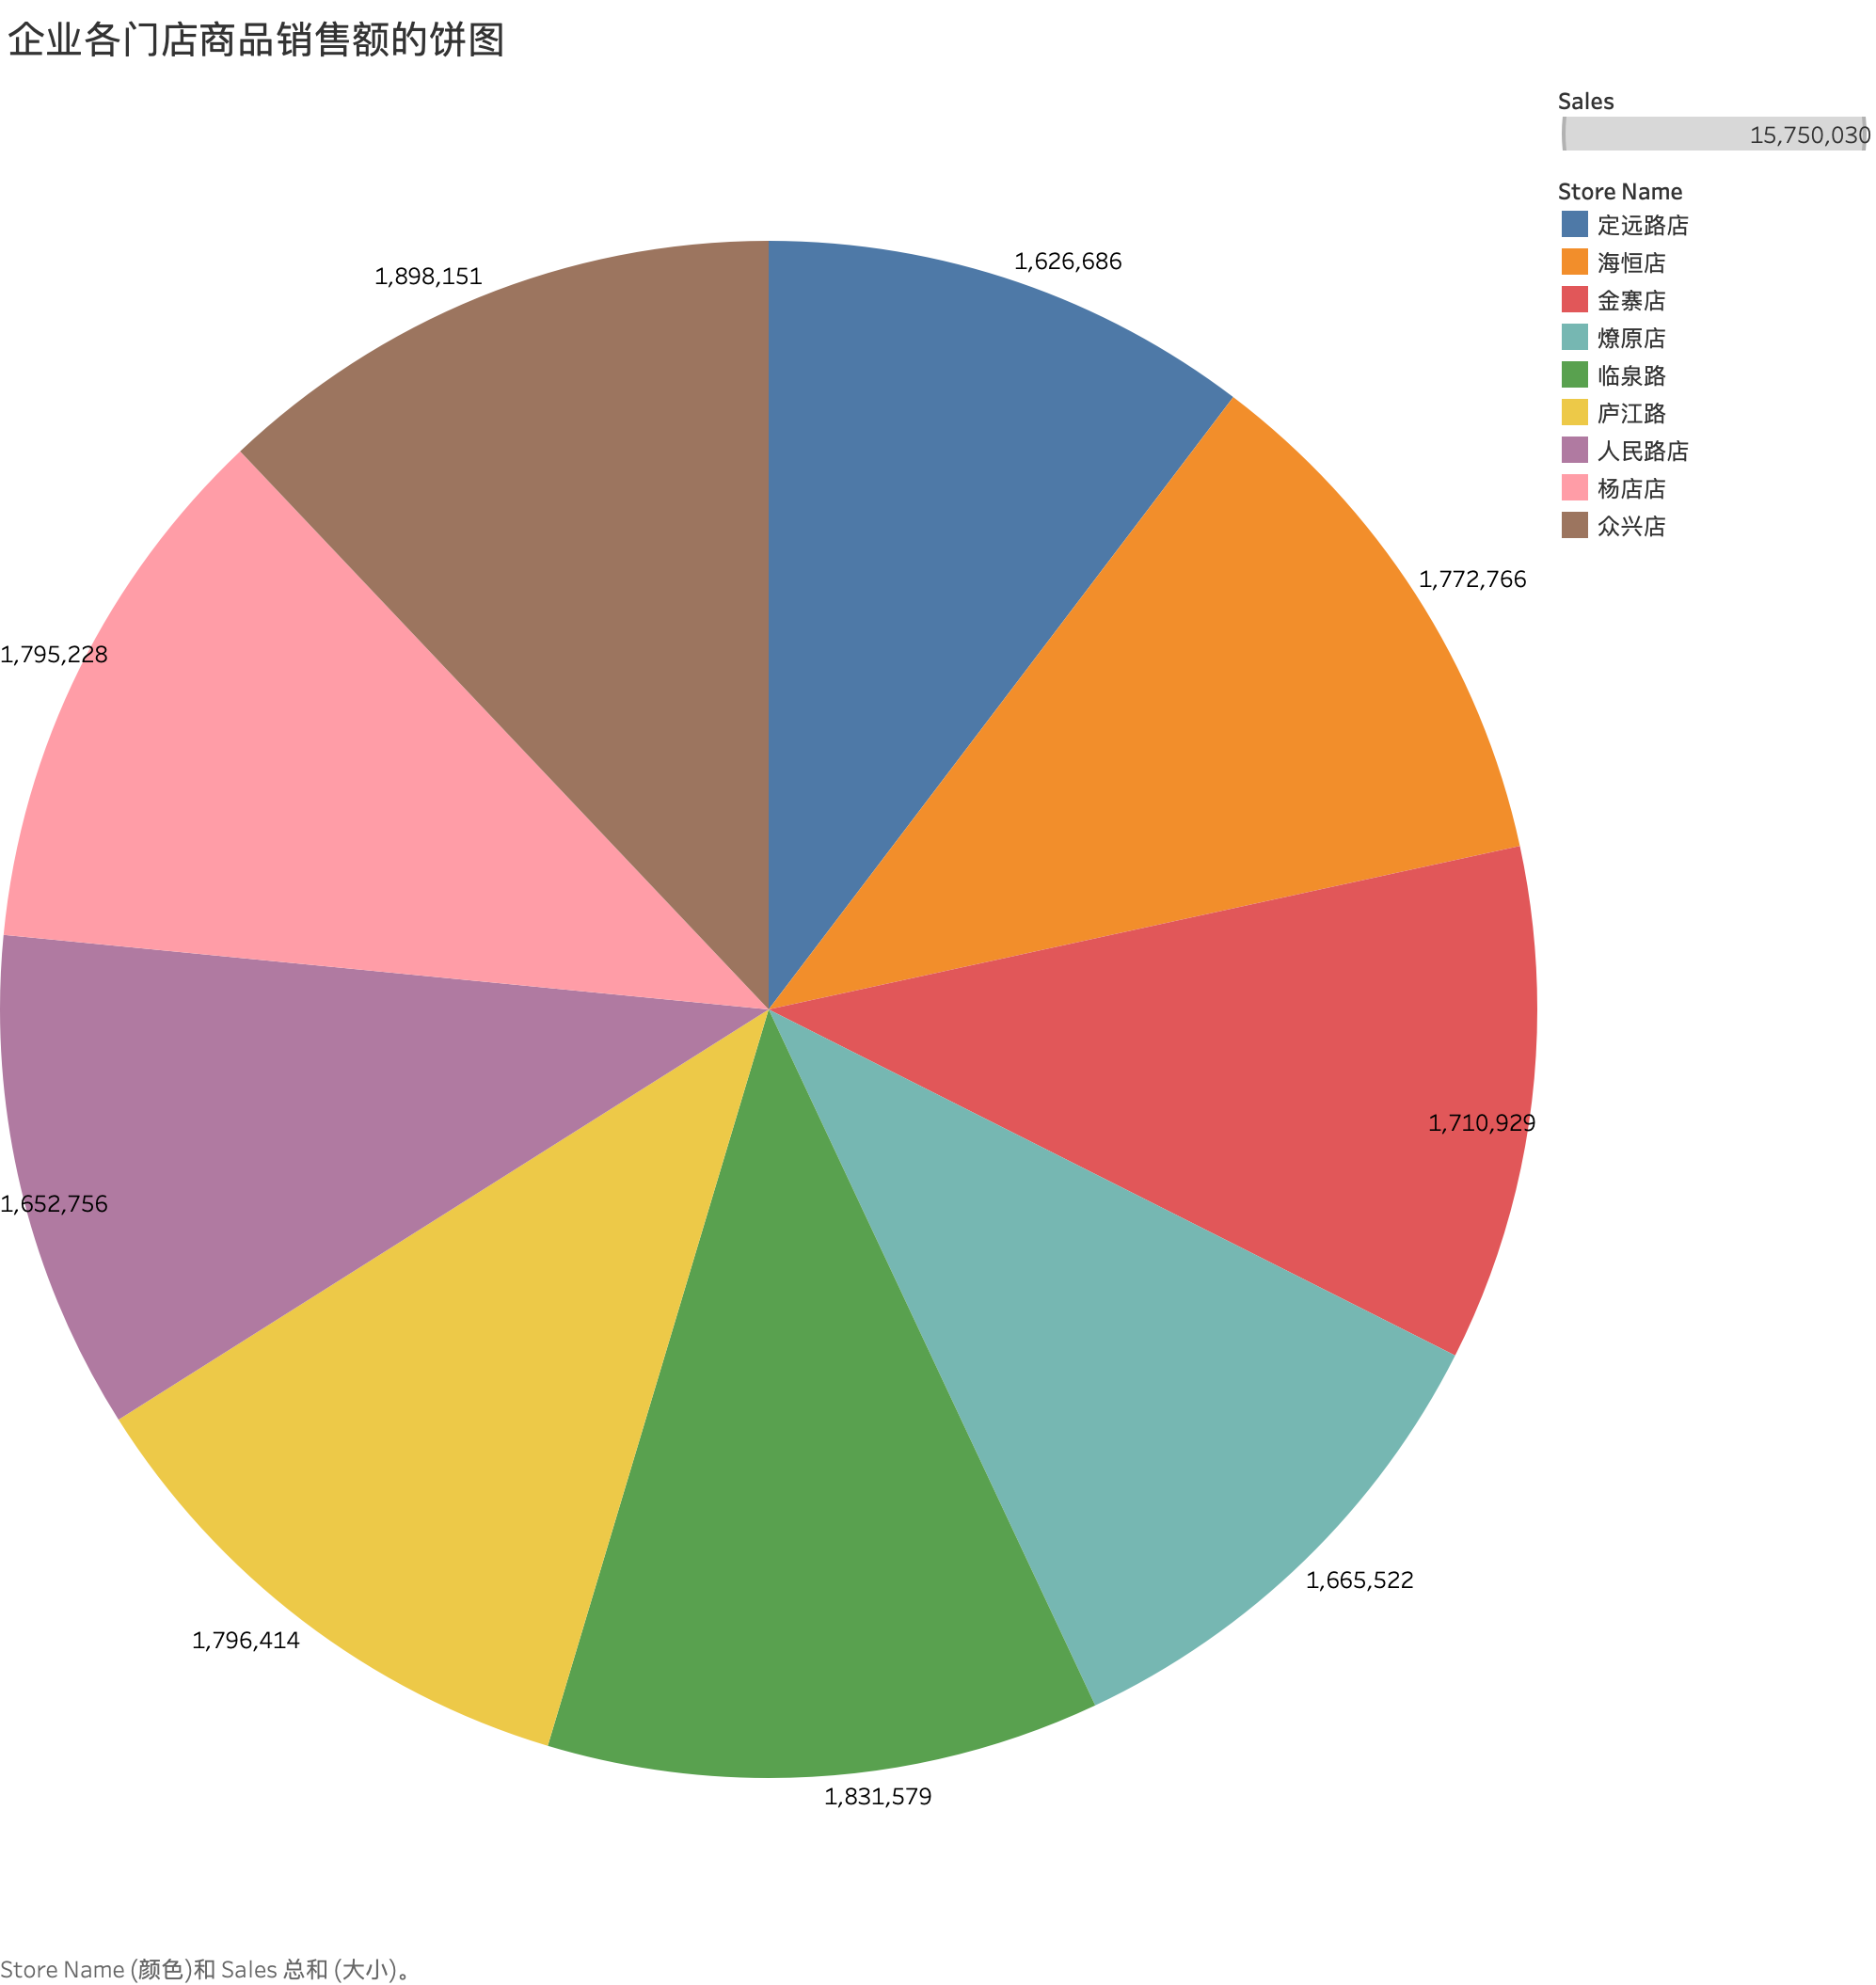 企业各门店商品销售额的饼图
Sales
15,750,030
Store Name
定远路店
海恒店
金寨店
燎原店
临泉路
庐江路
人民路店
杨店店
众兴店
1,626,686
1,772,766
1,710,929
1,665,522
1,831,579
1,796,414
1,652,756
1,795,228
1,898,151
Store Name (颜色)和 Sales 总和 (大小)。